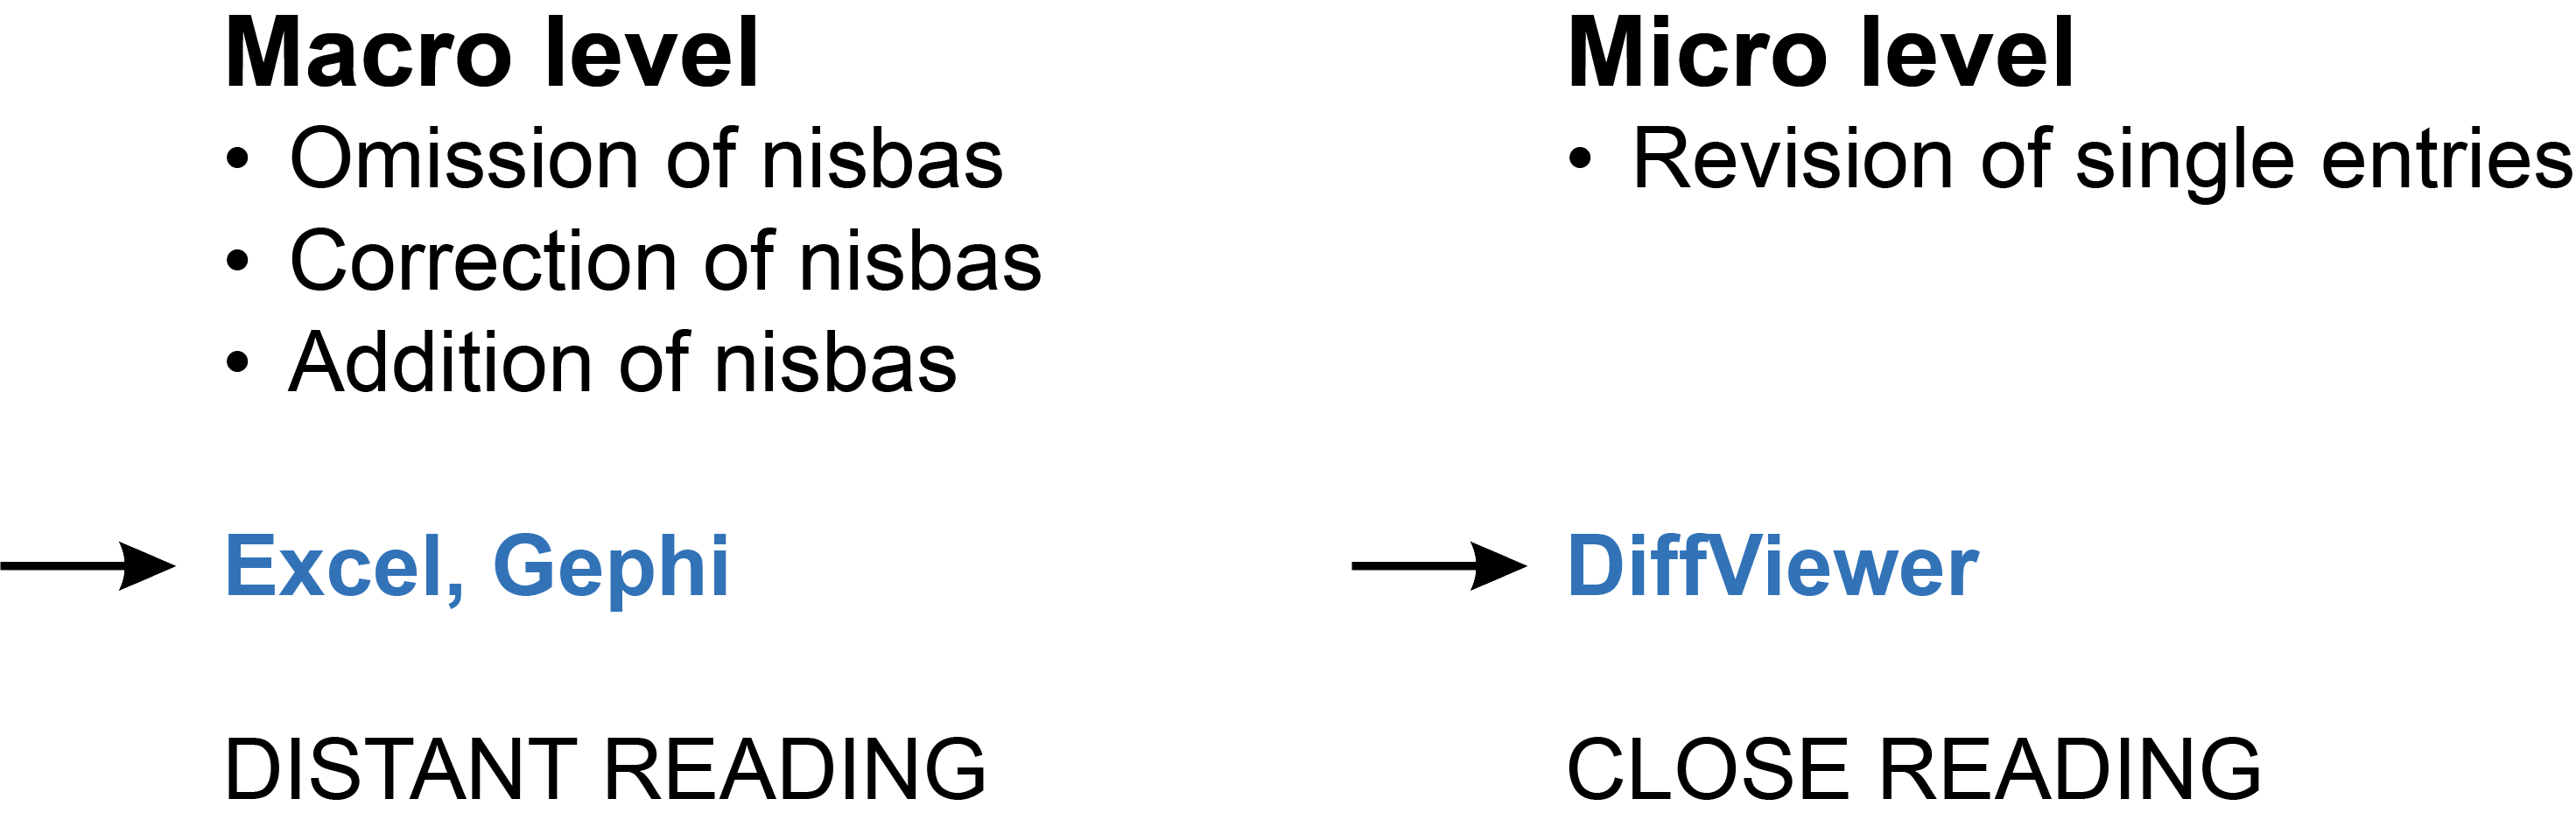 Macro level
• Omission of nisbas
• Correction of nisbas
• Addition of nisbas
Excel, Gephi
DISTANT READING
Micro level
• Revision of single entries
DiffViewer
CLOSE READING